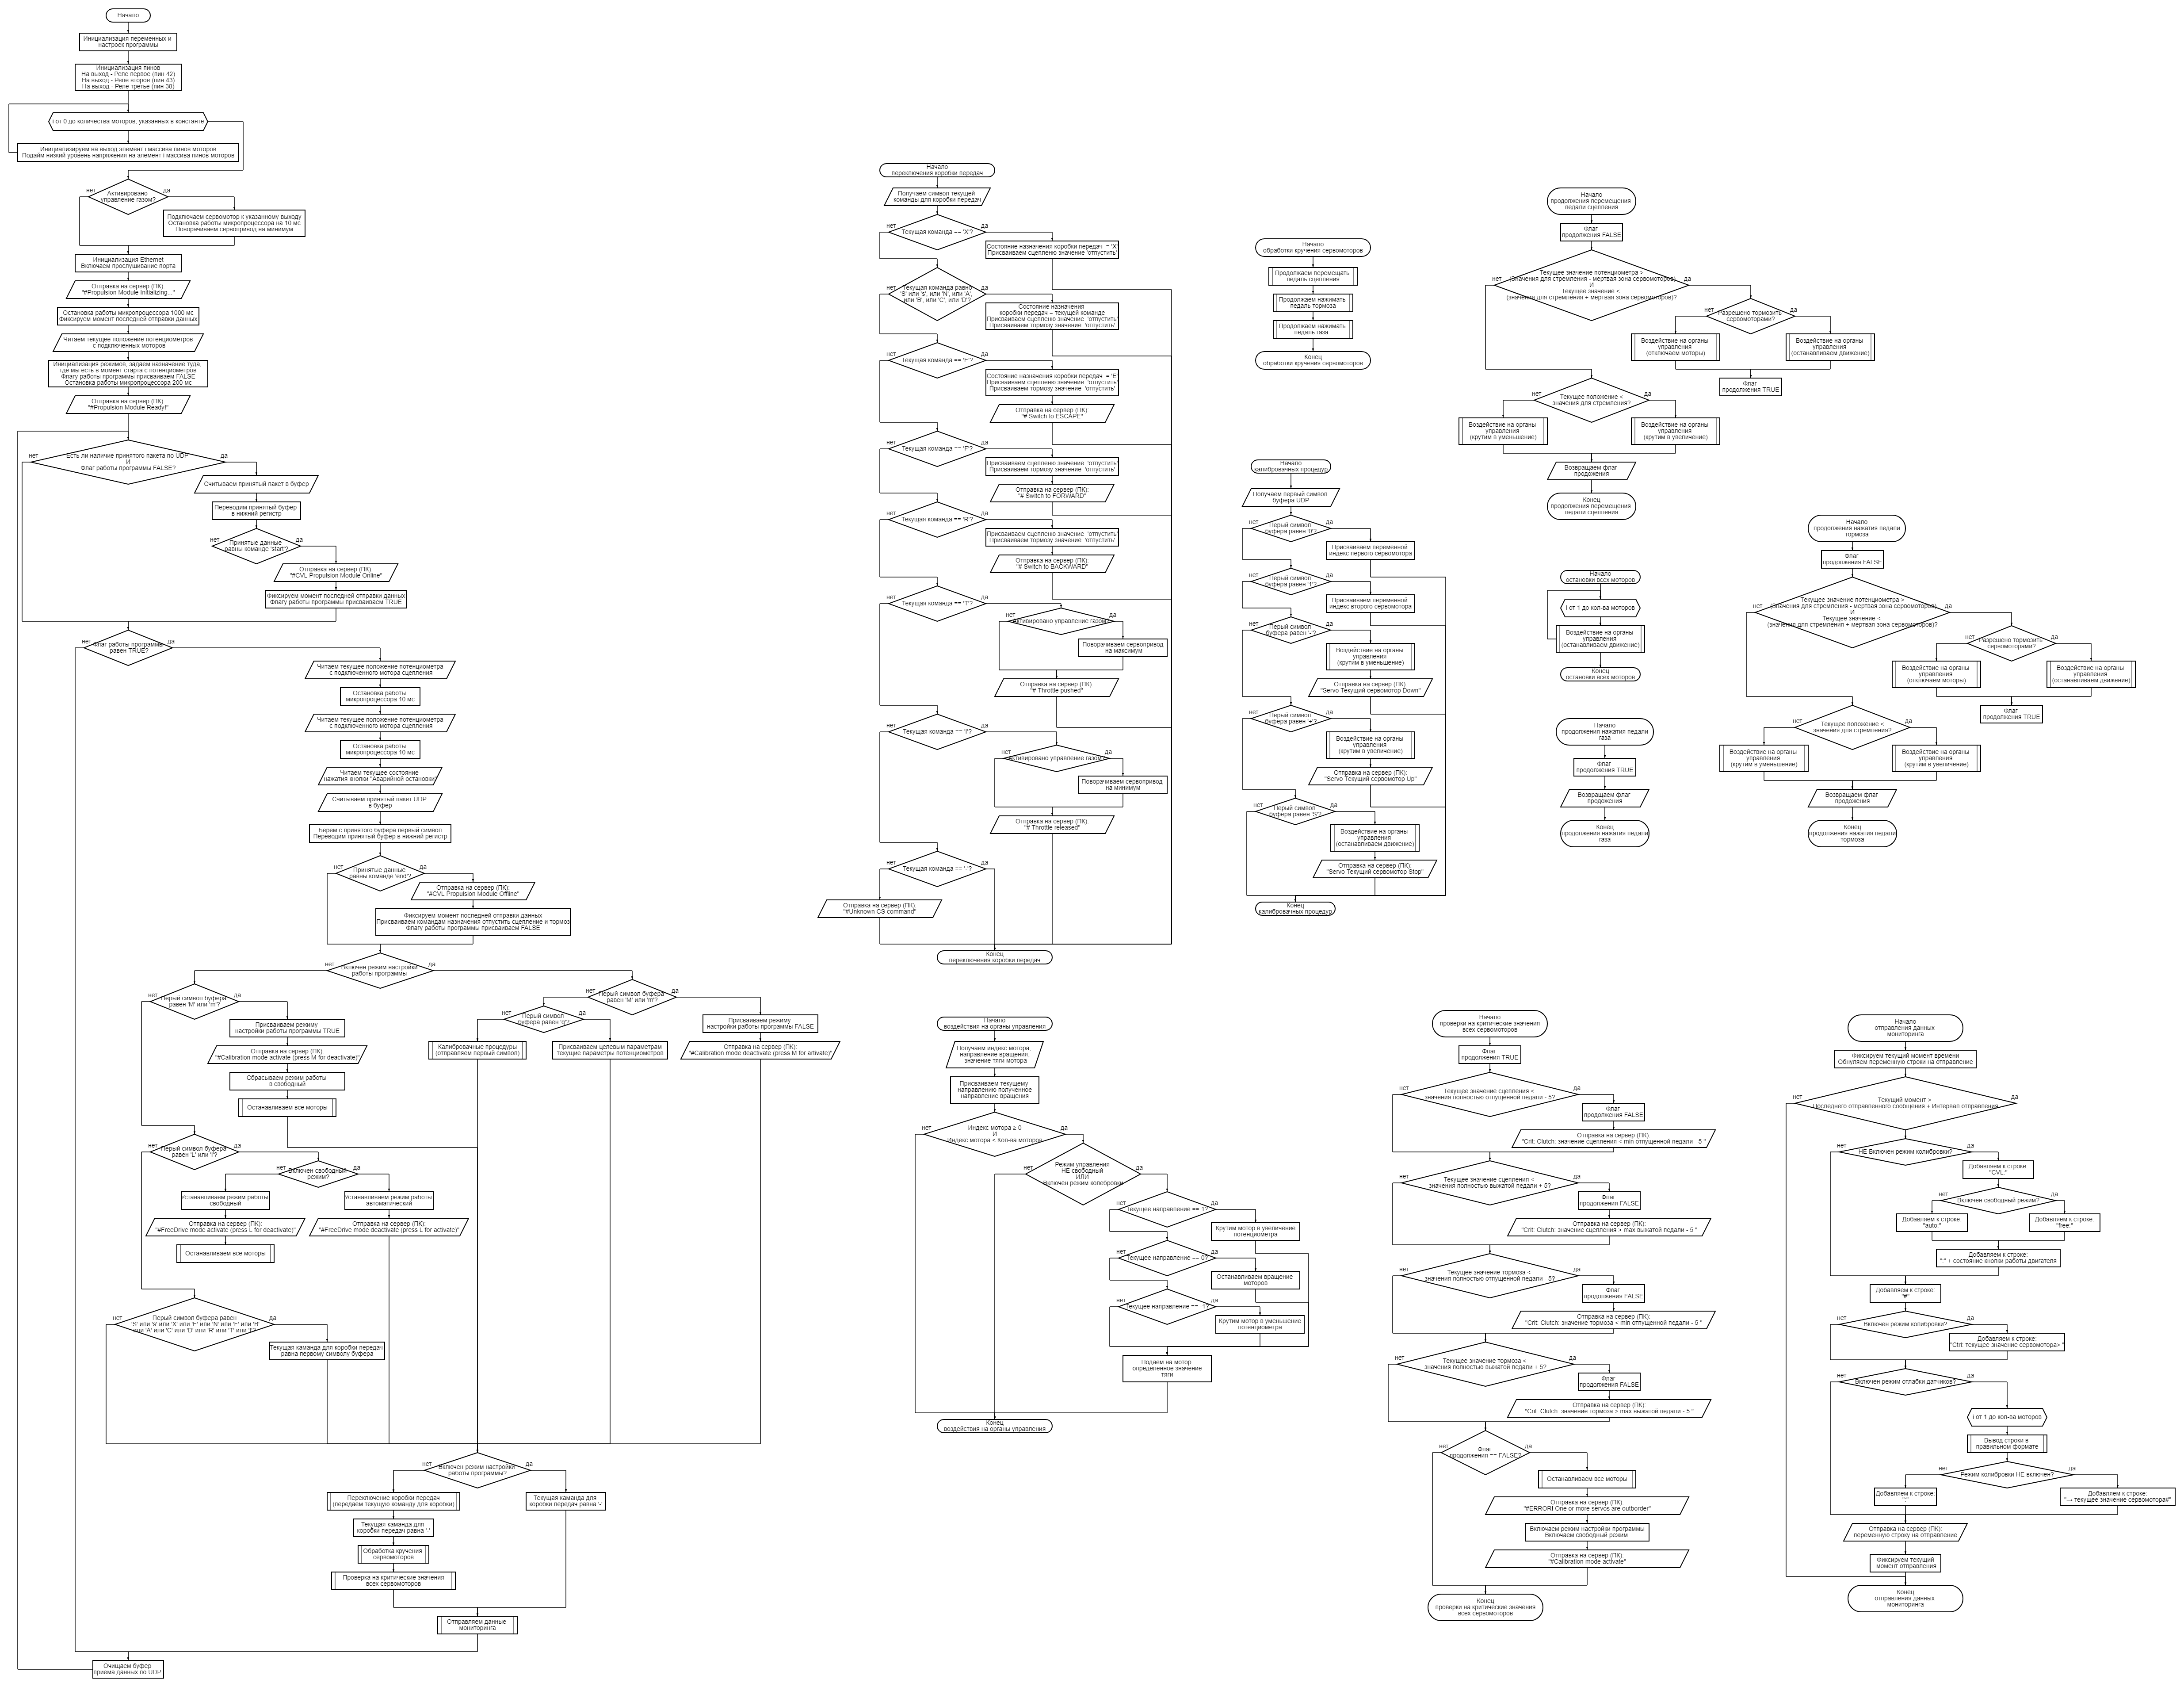 Начало
Инициализация переменных и
настроек программы
Инициализация пинов
На выход - Реле первое (пин 42)
На выход - Реле второе (пин 43)
На выход - Реле третье (пин 38)
i от 0 до количества моторов, указанных в константе
Инициализируем на выход элемент i массива пинов моторов
Подаём низкий уровень напряжения на элемент i массива пинов моторов
нет
Активировано
управление газом?
да
Подключаем сервомотор к указанному выходу
Остановка работы микропроцессора на 10 мс
Поворачиваем сервопривод на минимум
Инициализация Ethernet
Включаем прослушивание порта
Отправка на сервер (ПК):
"#Propulsion Module Initializing..."
Остановка работы микропроцессора 1000 мс
Фиксируем момент последней отправки данных
Читаем текущее положение потенциометров
с подключенных моторов
Инициализация режимов, задаём назначение туда,
где мы есть в момент старта с потенциометров
Флагу работы программы присваиваем FALSE
Остановка работы микропроцессора 200 мс
Отправка на сервер (ПК):
"#Propulsion Module Ready!"
нет
Есть ли наличие принятого пакета по UDP
И
Флаг работы программы FALSE?
да
Считываем принятый пакет в буфер
Переводим принятый буфер
в нижний регистр
нет
Принятые данные
равны команде 'start'?
да
Отправка на сервер (ПК):
"#CVL Propulsion Module Online"
Фиксируем момент последней отправки данных
Флагу работы программы присваиваем TRUE
нет
Флаг работы программы
равен TRUE?
да
Читаем текущее положение потенциометра
с подключенного мотора сцепления
Остановка работы
микропроцессора 10 мс
Читаем текущее положение потенциометра
с подключенного мотора сцепления
Остановка работы
микропроцессора 10 мс
Читаем текущее состояние
нажатия кнопки "Аварийной остановки"
Считываем принятый пакет UDP
в буфер
Берём с принятого буфера первый символ
Переводим принятый буфер в нижний регистр
нет
Принятые данные
равны команде 'end'?
да
Отправка на сервер (ПК):
"#CVL Propulsion Module Offline"
Фиксируем момент последней отправки данных
Присваиваем командам назначения отпустить сцепление и тормоз
Флагу работы программы присваиваем FALSE
нет
Включен режим настройки
работы программы
да
нет
Перый символ буфера
равен 'M' или 'm'?
да
Присваиваем режиму
настройки работы программы TRUE
Отправка на сервер (ПК):
"#Calibration mode activate (press M for deactivate)"
Сбрасываем режим работы
в свободный
Останавливаем все моторы
нет
Перый символ буфера
равен 'M' или 'm'?
да
нет
Перый символ
буфера равен 'q'?
да
Калибровачные процедуры
(отправляем первый символ)
Присваиваем целевым параметрам
текущие параметры потенциометров
Присваиваем режиму
настройки работы программы FALSE
Отправка на сервер (ПК):
"#Calibration mode deactivate (press M for artivate)"
нет
Перый символ буфера
равен 'L' или 'l'?
да
нет
Включен свободный
режим?
да
Устанавливаем режим работы
свободный
Отправка на сервер (ПК):
"#FreeDrive mode activate (press L for deactivate)"
Останавливаем все моторы
Устанавливаем режим работы
автоматический
Отправка на сервер (ПК):
"#FreeDrive mode deactivate (press L for activate)"
нет
Перый символ буфера равен
'S' или 's' или 'X' или 'E' или 'N' или 'F' или 'B'
или 'A' или 'C' или 'D' или 'R' или 'T' или 'I'?
да
Текущая каманда для коробки передач
равна первому символу буфера
нет
Включен режим настройки
работы программы?
да
Переключение коробки передач
(передаём текущую команду для коробки)
Текущая каманда для
коробки передач равна '-'
Обработка кручения
сервомоторов
Проверка на критические значения
всех сервомоторов
Текущая каманда для
коробки передач равна '-'
Отправляем данные
мониторинга
Очищаем буфер
приёма данных по UDP
Начало
переключения коробки передач
Получаем символ текущей
команды для коробки передач
нет
Текущая команда == 'X'?
да
Состояние назначения коробки передач = 'X'
Присваиваем сцеплению значение 'отпустить'
нет
Текущая команда равно
'S' или 's', или 'N', или 'A',
или 'B', или 'C', или 'D'?
да
Состояние назначения
коробки передач = текущей команде
Присваиваем сцеплению значение 'отпустить'
Присваиваем тормозу значение 'отпустить'
нет
Текущая команда == 'E'?
да
Состояние назначения коробки передач = 'E'
Присваиваем сцеплению значение 'отпустить'
Присваиваем тормозу значение 'отпустить'
Отправка на сервер (ПК):
"# Switch to ESCAPE"
нет
Текущая команда == 'F'?
да
Присваиваем сцеплению значение 'отпустить'
Присваиваем тормозу значение 'отпустить'
Отправка на сервер (ПК):
"# Switch to FORWARD"
нет
Текущая команда == 'R'?
да
Присваиваем сцеплению значение 'отпустить'
Присваиваем тормозу значение 'отпустить'
Отправка на сервер (ПК):
"# Switch to BACKWARD"
нет
Текущая команда == 'T'?
да
нет
Активировано управление газом?
да
Поворачиваем сервопривод
на максимум
Отправка на сервер (ПК):
"# Throttle pushed"
нет
Текущая команда == 'I'?
да
нет
Активировано управление газом?
да
Поворачиваем сервопривод
на минимум
Отправка на сервер (ПК):
"# Throttle released"
нет
Текущая команда == '-'?
да
Отправка на сервер (ПК):
"#Unknown CS command"
Конец
переключения коробки передач
Начало
воздействия на органы управления
Получаем индекс мотора,
направление вращения,
значение тяги мотора
Присваиваем текущему
направлению полученное
направление вращения
нет
Индекс мотора ≥ 0
И
Индекс мотора < Кол-ва моторов
да
нет
Режим управления
НЕ свободный
ИЛИ
Включен режим колебровки
да
нет
Текущее направление == 1?
да
Крутим мотор в увеличение
потенциометра
нет
Текущее направление == 0?
да
Останавливаем вращение
моторов
нет
Текущее направление == -1?
да
Крутим мотор в уменьшение
потенциометра
Подаём на мотор
определенное значение
тяги
Конец
воздействия на органы управления
Начало
обработки кручения сервомоторов
Продолжаем перемещать
педаль сцепления
Продолжаем нажимать
педаль тормоза
Продолжаем нажимать
педаль газа
Конец
обработки кручения сервомоторов
Начало
калибровачных процедур
Получаем первый символ
буфера UDP
нет
Перый символ
буфера равен '0'?
да
Присваиваем переменной
индекс первого сервомотора
нет
Перый символ
буфера равен '1'?
да
Присваиваем переменной
индекс второго сервомотора
нет
Перый символ
буфера равен '-'?
да
Воздействие на органы
управления
(крутим в уменьшение)
Отправка на сервер (ПК):
"Servo Текущий сервомотор Down"
нет
Перый символ
буфера равен '+'?
да
Воздействие на органы
управления
(крутим в увеличение)
Отправка на сервер (ПК):
"Servo Текущий сервомотор Up"
нет
Перый символ
буфера равен 'S'?
да
Воздействие на органы
управления
(останавливаем движение)
Отправка на сервер (ПК):
"Servo Текущий сервомотор Stop"
Конец
калибровачных процедур
Начало
продолжения перемещения
педали сцепления
Флаг
продолжения FALSE
нет
Текущее значение потенциометра >
(Значения для стремления - мертвая зона сервомоторов)
И
Текущее значение <
(значения для стремления + мертвая зона сервомоторов)?
да
нет
Разрешено тормозить
сервомоторами?
да
Воздействие на органы
управления
(отключаем моторы)
Воздействие на органы
управления
(останавливаем движение)
Флаг
продолжения TRUE
нет
Текущее положение <
значения для стремления?
да
Воздействие на органы
управления
(крутим в уменьшение)
Воздействие на органы
управления
(крутим в увеличение)
Возвращаем флаг
продожения
Конец
продолжения перемещения
педали сцепления
Начало
остановки всех моторов
i от 1 до кол-ва моторов
Воздействие на органы
управления
(останавливаем движение)
Конец
остановки всех моторов
Начало
продолжения нажатия педали
газа
Флаг
продолжения TRUE
Возвращаем флаг
продожения
Конец
продолжения нажатия педали
газа
Начало
продолжения нажатия педали
тормоза
Флаг
продолжения FALSE
нет
Текущее значение потенциометра >
(Значения для стремления - мертвая зона сервомоторов)
И
Текущее значение <
(значения для стремления + мертвая зона сервомоторов)?
да
нет
Разрешено тормозить
сервомоторами?
да
Воздействие на органы
управления
(отключаем моторы)
Воздействие на органы
управления
(останавливаем движение)
Флаг
продолжения TRUE
нет
Текущее положение <
значения для стремления?
да
Воздействие на органы
управления
(крутим в уменьшение)
Воздействие на органы
управления
(крутим в увеличение)
Возвращаем флаг
продожения
Конец
продолжения нажатия педали
тормоза
Начало
проверки на критические значения
всех сервомоторов
Флаг
продолжения TRUE
нет
Текущее значение сцепления <
значения полностью отпущенной педали - 5?
да
Флаг
продолжения FALSE
Отправка на сервер (ПК):
"Crit: Clutch: значение сцепления < min отпущенной педали - 5 "
нет
Текущее значение сцепления <
значения полностью выжатой педали + 5?
да
Флаг
продолжения FALSE
Отправка на сервер (ПК):
"Crit: Clutch: значение сцепления > max выжатой педали - 5 "
нет
Текущее значение тормоза <
значения полностью отпущенной педали - 5?
да
Флаг
продолжения FALSE
Отправка на сервер (ПК):
"Crit: Clutch: значение тормоза < min отпущенной педали - 5 "
нет
Текущее значение тормоза <
значения полностью выжатой педали + 5?
да
Флаг
продолжения FALSE
Отправка на сервер (ПК):
"Crit: Clutch: значение тормоза > max выжатой педали - 5 "
нет
Флаг
продолжения == FALSE?
да
Останавливаем все моторы
Отправка на сервер (ПК):
"#ERROR! One or more servos are outborder"
Включаем режим настройки программы
Включаем свободный режим
Отправка на сервер (ПК):
"#Calibration mode activate"
Конец
проверки на критические значения
всех сервомоторов
Начало
отправления данных
мониторинга
Фиксируем текущий момент времени
Обнуляем переменную строки на отправление
нет
Текущий момент >
Последнего отправленного сообщения + Интервал отправления
да
нет
НЕ Включен режим колибровки?
да
Добавляем к строке:
"CVL:"
нет
Включен свободный режим?
да
Добавляем к строке:
"auto:"
Добавляем к строке:
"free:"
Добавляем к строке:
":" + состояние кнопки работы двигателя
Добавляем к строке:
"#"
нет
Включен режим колибровки?
да
Добавляем к строке
"Ctrl: текущее значение сервомотора> "
нет
Включен режим отлабки датчиков?
да
i от 1 до кол-ва моторов
Вывод строки в
правильном формате
нет
Режим колибровки НЕ включен?
да
Добавляем к строке:
":"
Добавляем к строке:
"--> текущее значение сервомотора#"
Отправка на сервер (ПК):
переменную строку на отправление
Фиксируем текущий
момент отправления
Конец
отправления данных
мониторинга